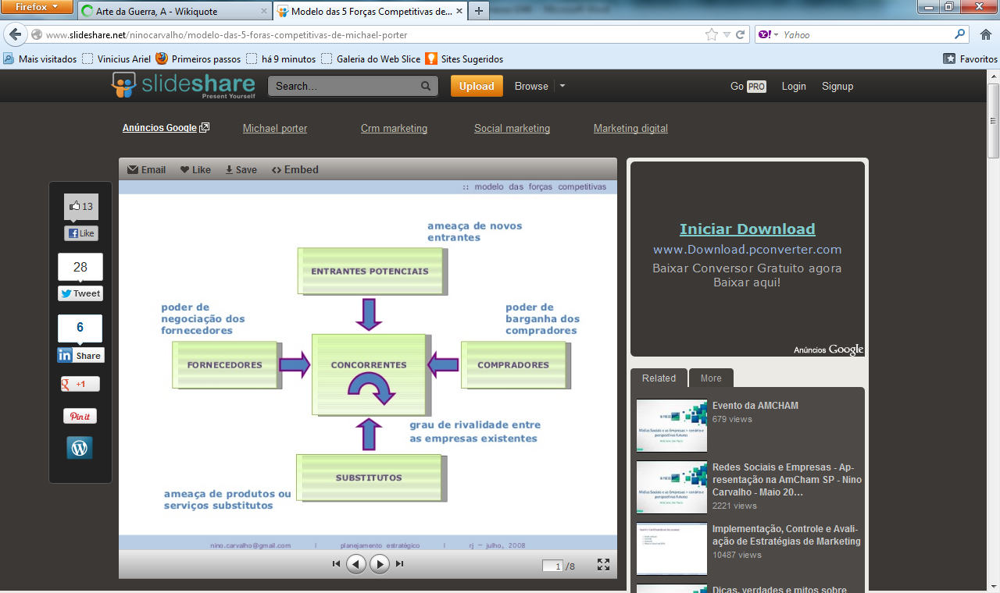 Firefox
Arte da Guerra, A - Wikiquote
Modelo das 5 Forças Competitivas de...
www.slideshare.net/ninocarvalho/modelo-das-5-foras-competitivas-de-michael-porter
Yahoo
Mais visitados
Vinicius Ariel
Primeiros passos
há 9 minutos
Galeria do Web Slice
Sites Sugeridos
Favoritos
slideshare
Present Yourself
Search...
Upload
Browse
Go PRO
Login
Signup
Anúncios Google
Michael porter
Crm marketing
Social marketing
Marketing digital
13
Like
28
Tweet
6
Share
+1
Pin it
Email
Like
Save
Embed
:: modelo das forças competitivas
ameaça de novos
entrantes
ENTRANTES POTENCIAIS
poder de
negociação dos
fornecedores
poder de
barganha dos
compradores
FORNECEDORES
CONCORRENTES
COMPRADORES
grau de rivalidade entre
as empresas existentes
SUBSTITUTOS
ameaça de produtos ou
serviços substitutos
nino.carvalho@gmail.com | planejamento estratégico | rj – julho, 2008
1 /8
Iniciar Download
www.Download.pconverter.com
Baixar Conversor Gratuito agora
Baixar aqui!
Anúncios Google
Related
More
Evento da AMCHAM
679 views
Redes Sociais e Empresas - Ap-
resentação na AmCham SP - Nino
Carvalho - Maio 20...
2221 views
Implementação, Controle e Avali-
ação de Estratégias de Marketing
10487 views
Dicas, verdades e mitos sobre